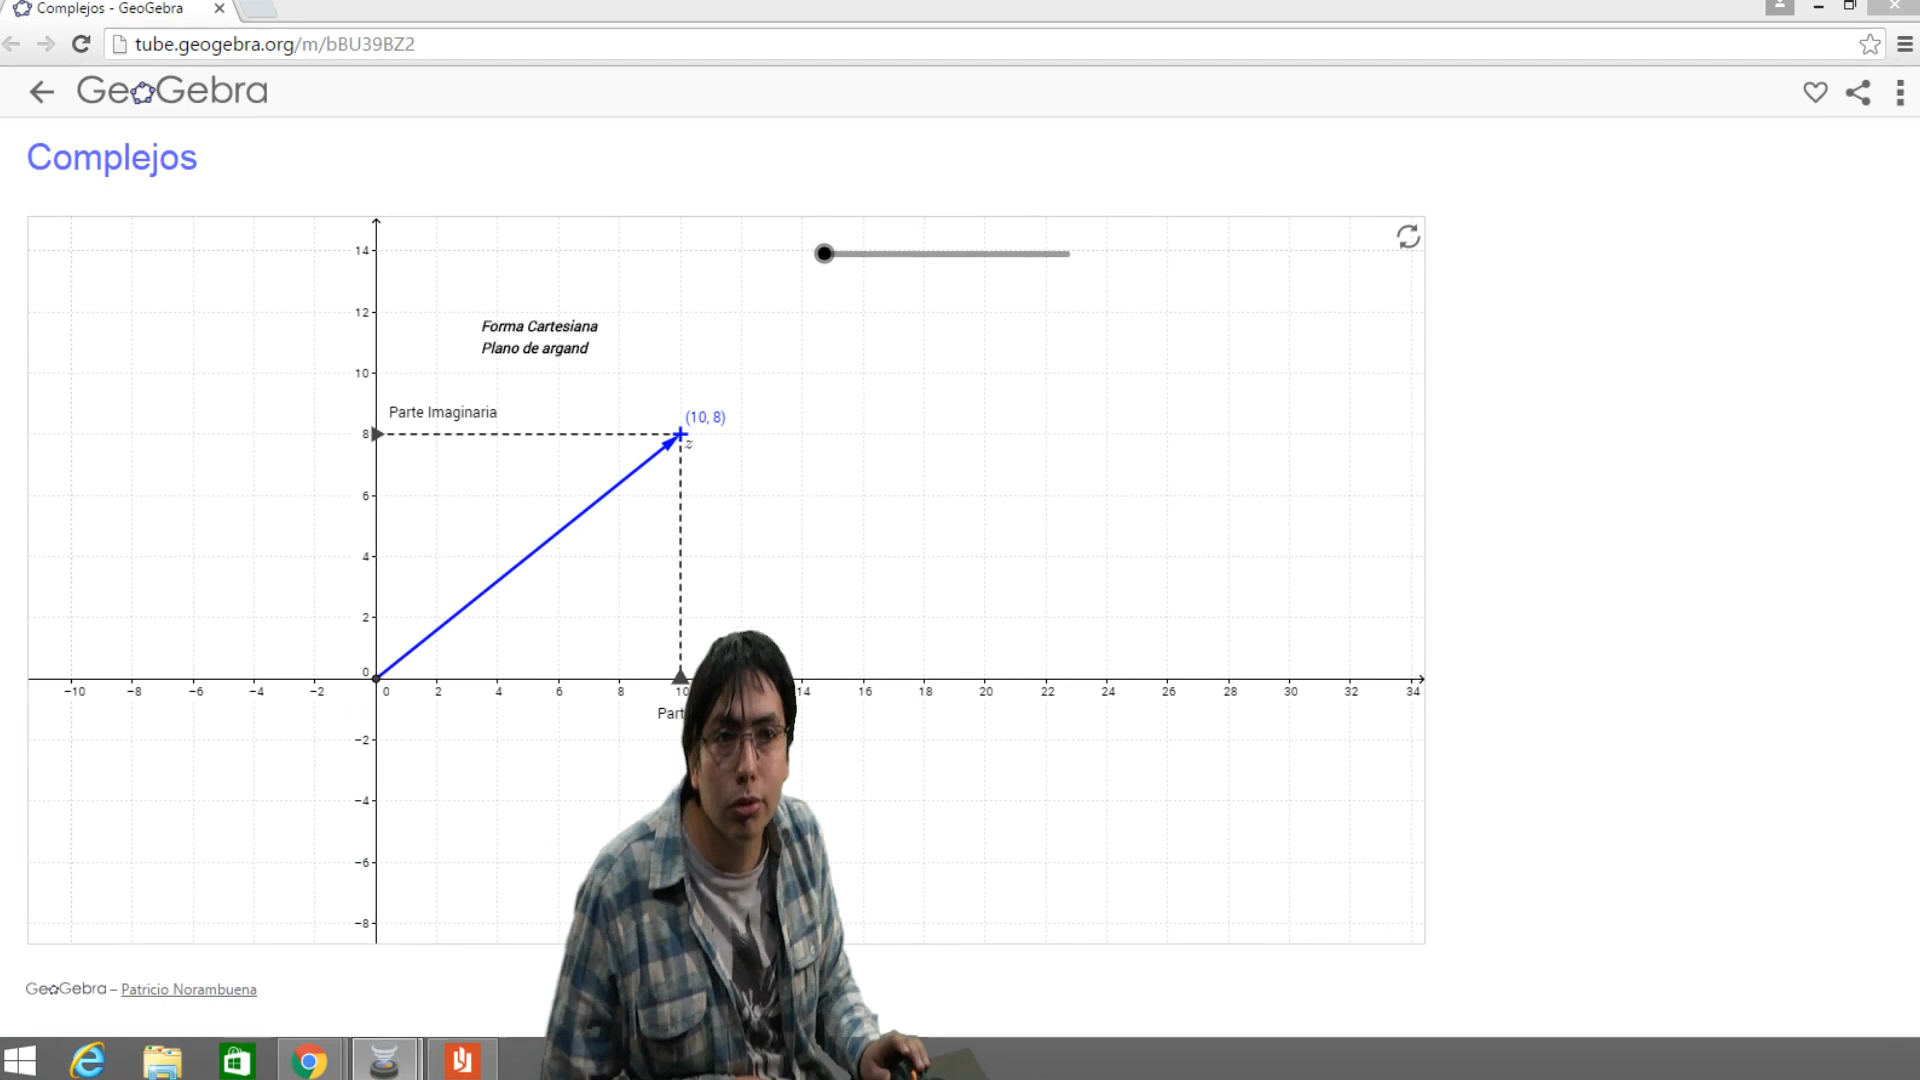 Complejos - GeoGebra
tube.geogebra.org/m/bBU39BZ2
GeoGebra
Complejos
14
12
Forma Cartesiana
Plano de argand
10
Parte Imaginaria
(10, 8)
8
z
6
4
2
0
−10 −8 −6 −4 −2 0 2 4 6 8 10 14 16 18 20 22 24 26 28 30 32 34
Part
−2
−4
−6
−8
GeoGebra – Patricio Norambuena